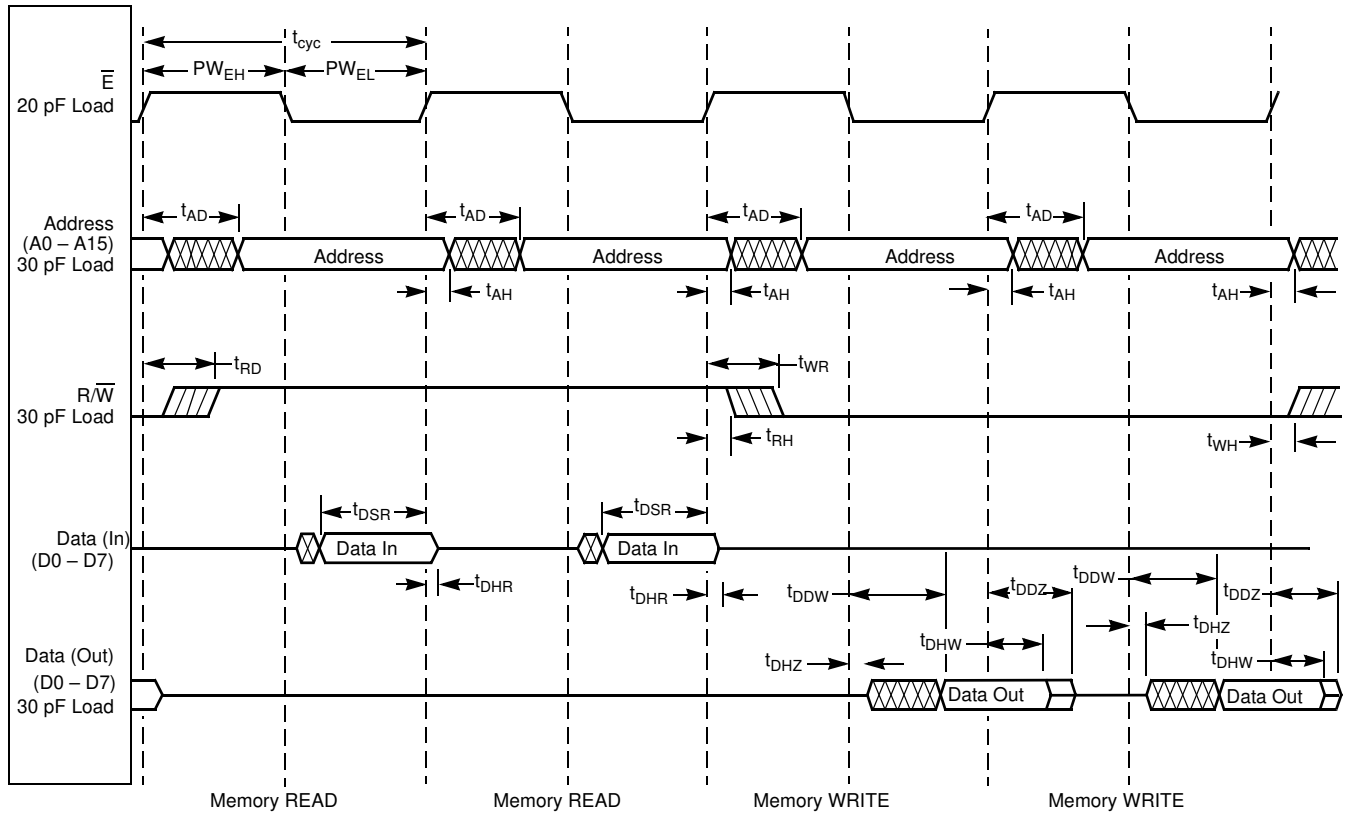 t_cyc
PW_EH
PW_EL
E̅
20 pF Load
t_AD t_AD t_AD t_AD
Address
(A0 – A15)
30 pF Load
Address Address Address Address
t_AH t_AH t_AH t_AH
t_RD t_WR
R/W̅
30 pF Load
t_RH t_WH
t_DSR t_DSR
Data (In)
(D0 – D7)
Data In Data In
t_DHR t_DHR t_DDW t_DDZ t_DDW t_DDZ
t_DHZ t_DHW t_DHZ t_DHW
Data (Out)
(D0 – D7)
30 pF Load
Data Out Data Out
Memory READ Memory READ Memory WRITE Memory WRITE